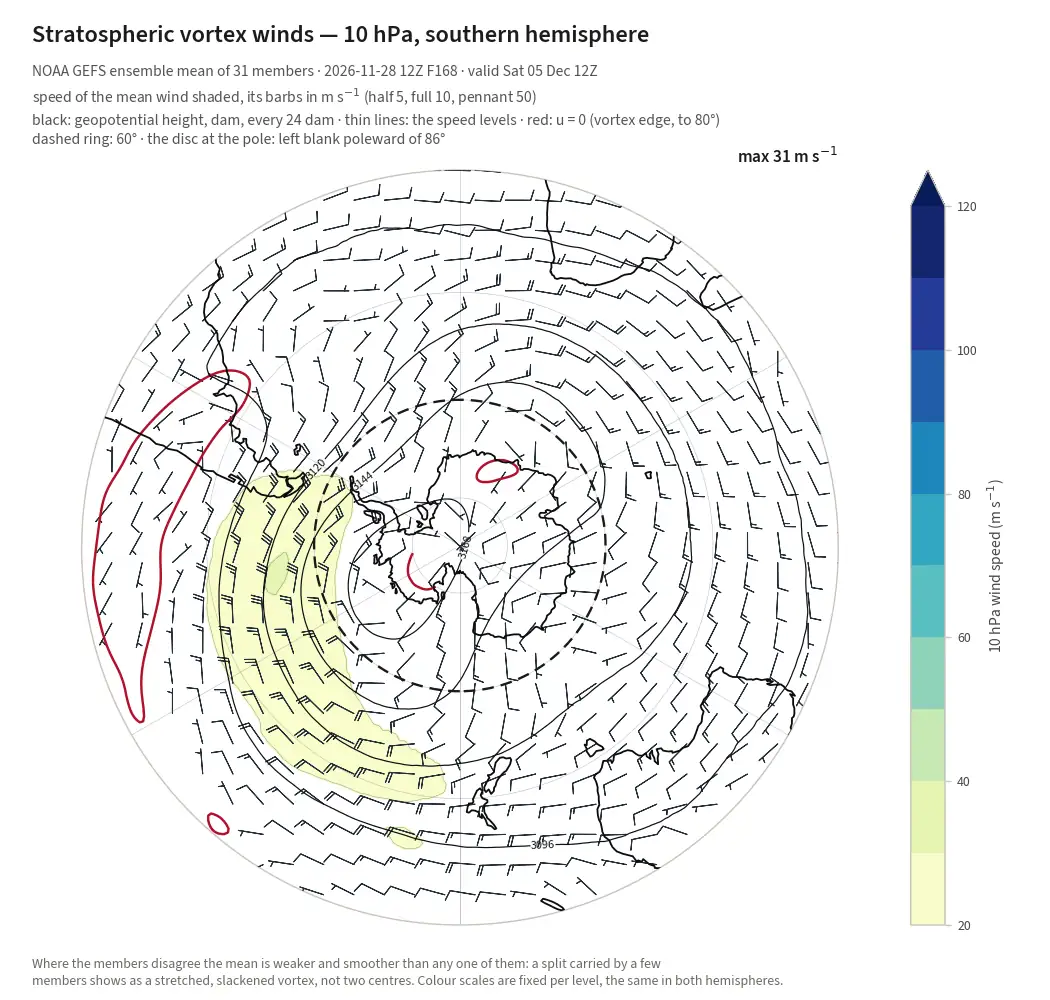 Stratospheric vortex winds — 10 hPa, southern hemisphere
NOAA GEFS ensemble mean of 31 members · 2026-11-28 12Z F168 · valid Sat 05 Dec 12Z
speed of the mean wind shaded, its barbs in m s⁻¹ (half 5, full 10, pennant 50)
black: geopotential height, dam, every 24 dam · thin lines: the speed levels · red: u = 0 (vortex edge, to 80°)
dashed ring: 60° · the disc at the pole: left blank poleward of 86°
max 31 m s⁻¹
120
100
80
60
40
20
10 hPa wind speed (m s⁻¹)
3120
3144
3168
3096
Where the members disagree the mean is weaker and smoother than any one of them: a split carried by a few
members shows as a stretched, slackened vortex, not two centres. Colour scales are fixed per level, the same in both hemispheres.